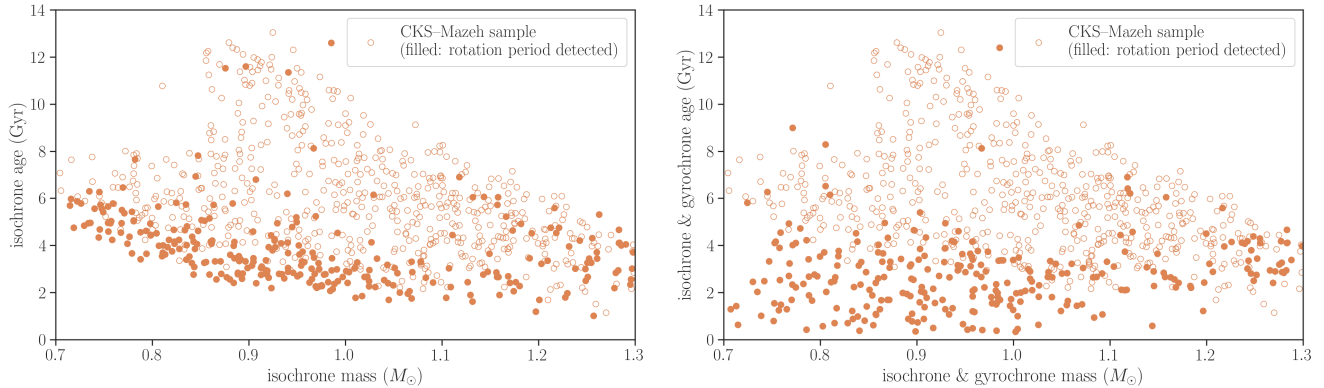 14
12
10
8
6
4
2
0
isochrone age (Gyr)
CKS–Mazeh sample
(filled: rotation period detected)
0.7 0.8 0.9 1.0 1.1 1.2 1.3
isochrone mass (M⊙)
14
12
10
8
6
4
2
0
isochrone & gyrochrone age (Gyr)
CKS–Mazeh sample
(filled: rotation period detected)
0.7 0.8 0.9 1.0 1.1 1.2 1.3
isochrone & gyrochrone mass (M⊙)